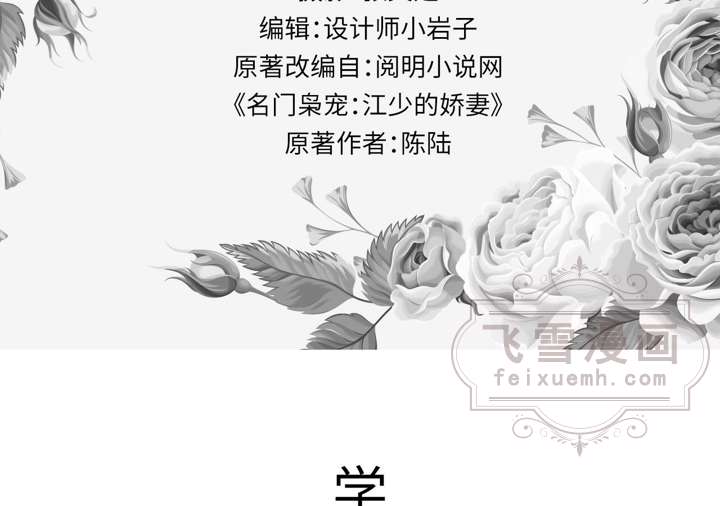 编辑：设计师小岩子
原著改编自：阅明小说网
《名门枭宠：江少的娇妻》
原著作者：陈陆
飞雪漫画
feixuemh.com
学